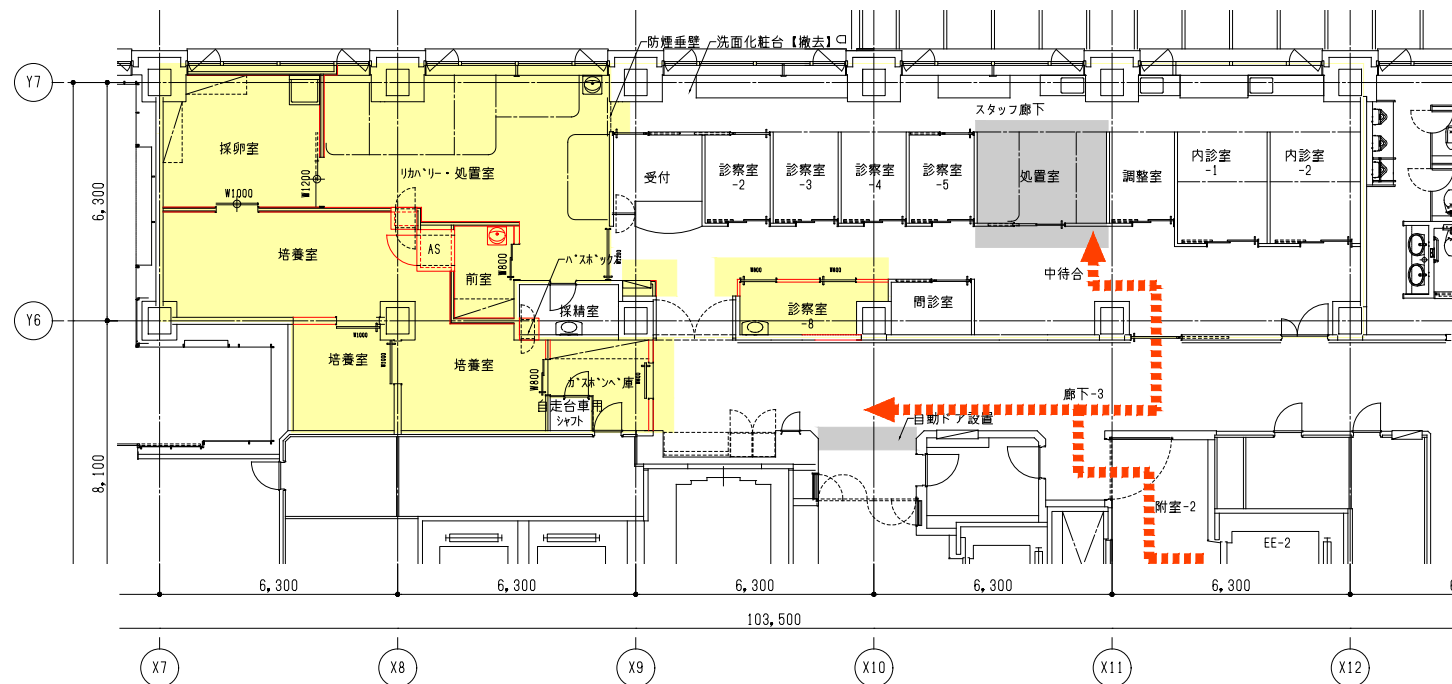 防煙垂壁
洗面化粧台【撤去】
Y7
スタッフ廊下
採卵室
W1200
W1000
リカバリー・処置室
受付
診察室
-2
診察室
-3
診察室
-4
診察室
-5
処置室
調整室
内診室
-1
内診室
-2
6,300
培養室
AS
前室
W800
パスボックス
採精室
中待合
診察室
-8
問診室
Y6
培養室
W1000
培養室
W800
ガスボンベ庫
自走台車用
シャフト
廊下-3
自動ドア設置
8,100
附室-2
EE-2
6,300
6,300
6,300
6,300
6,300
103,500
X7
X8
X9
X10
X11
X12